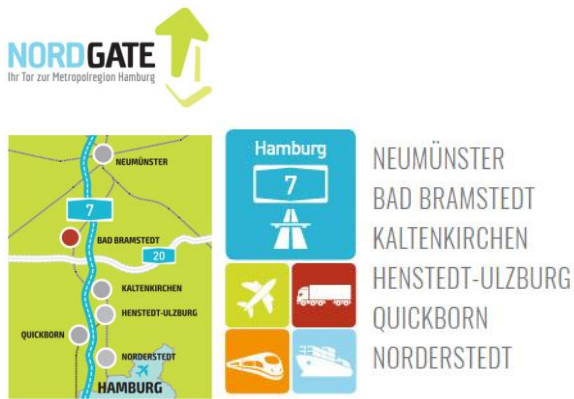 NORDGATE
Ihr Tor zur Metropolregion Hamburg
NEUMÜNSTER
7
BAD BRAMSTEDT
20
KALTENKIRCHEN
HENSTEDT-ULZBURG
QUICKBORN
NORDERSTEDT
HAMBURG
Hamburg
7
NEUMÜNSTER
BAD BRAMSTEDT
KALTENKIRCHEN
HENSTEDT-ULZBURG
QUICKBORN
NORDERSTEDT